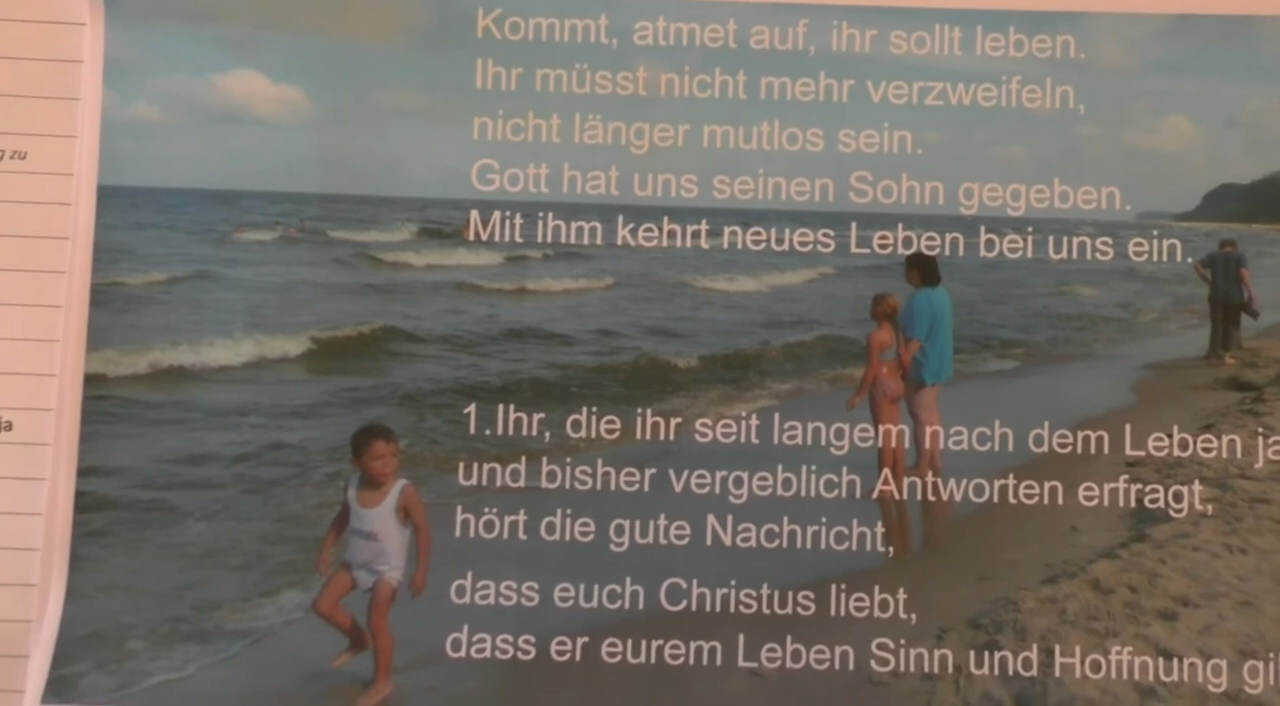 Kommt, atmet auf, ihr sollt leben.
Ihr müsst nicht mehr verzweifeln,
nicht länger mutlos sein.
Gott hat uns seinen Sohn gegeben.
Mit ihm kehrt neues Leben bei uns ein.
1.Ihr, die ihr seit langem nach dem Leben
und bisher vergeblich Antworten erfragt,
hört die gute Nachricht,
dass euch Christus liebt,
dass er eurem Leben Sinn und Hoffnung
zu